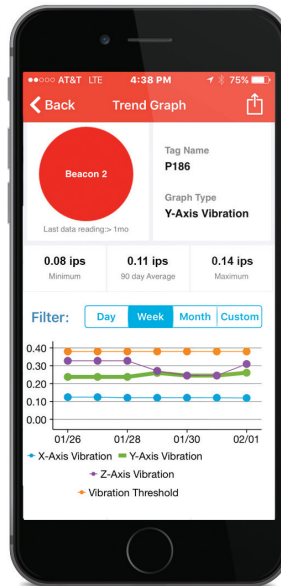 AT&T LTE 4:38 PM 75%
Back Trend Graph
Beacon 2
Last data reading:> 1mo
Tag Name
P186
Graph Type
Y-Axis Vibration
0.08 ips 0.11 ips 0.14 ips
Minimum 90 day Average Maximum
Filter: Day Week Month Custom
0.40
0.30
0.20
0.10
0.00
01/26 01/28 01/30 02/01
X-Axis Vibration Y-Axis Vibration
Z-Axis Vibration
Vibration Threshold